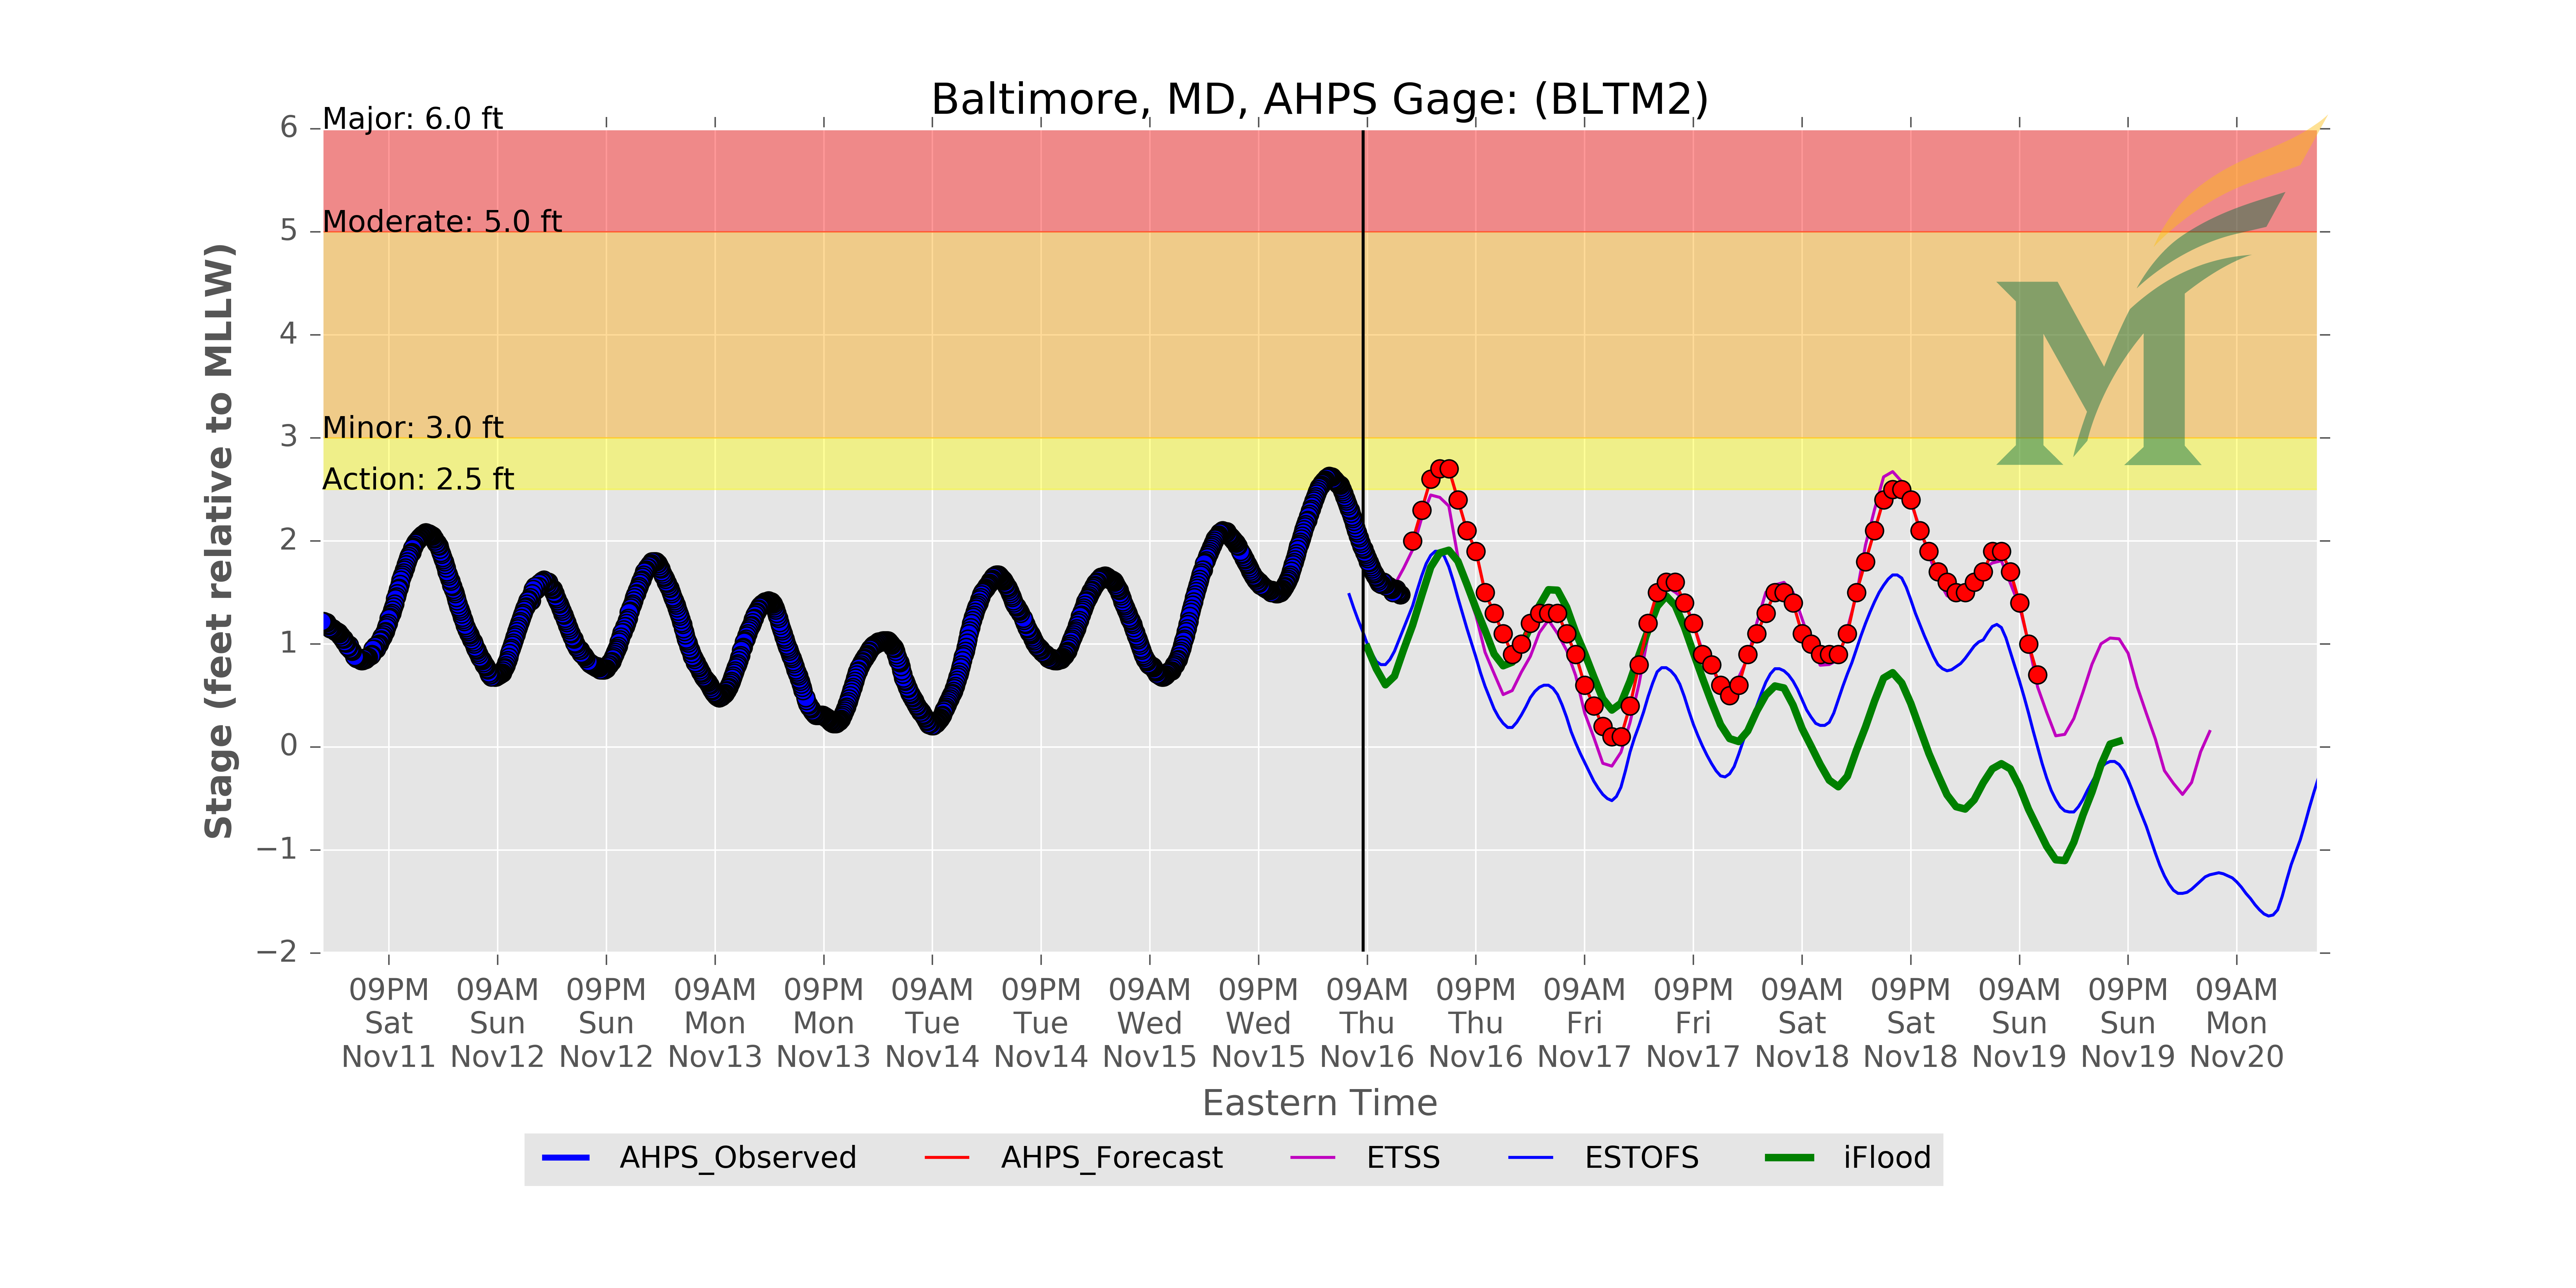 Baltimore, MD, AHPS Gage: (BLTM2)
Major: 6.0 ft
Moderate: 5.0 ft
Minor: 3.0 ft
Action: 2.5 ft
Stage (feet relative to MLLW)
6
5
4
3
2
1
0
−1
−2
09PM 09AM 09PM 09AM 09PM 09AM 09PM 09AM 09PM 09AM 09PM 09AM 09PM 09AM 09PM 09AM 09PM 09AM
Sat Sun Sun Mon Mon Tue Tue Wed Wed Thu Thu Fri Fri Sat Sat Sun Sun Mon
Nov11 Nov12 Nov12 Nov13 Nov13 Nov14 Nov14 Nov15 Nov15 Nov16 Nov16 Nov17 Nov17 Nov18 Nov18 Nov19 Nov19 Nov20
Eastern Time
AHPS_Observed AHPS_Forecast ETSS ESTOFS iFlood
M